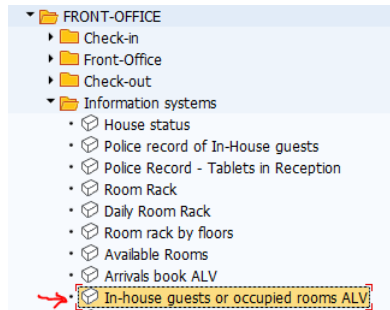 FRONT-OFFICE
Check-in
Front-Office
Check-out
Information systems
House status
Police record of In-House guests
Police Record - Tablets in Reception
Room Rack
Daily Room Rack
Room rack by floors
Available Rooms
Arrivals book ALV
In-house guests or occupied rooms ALV